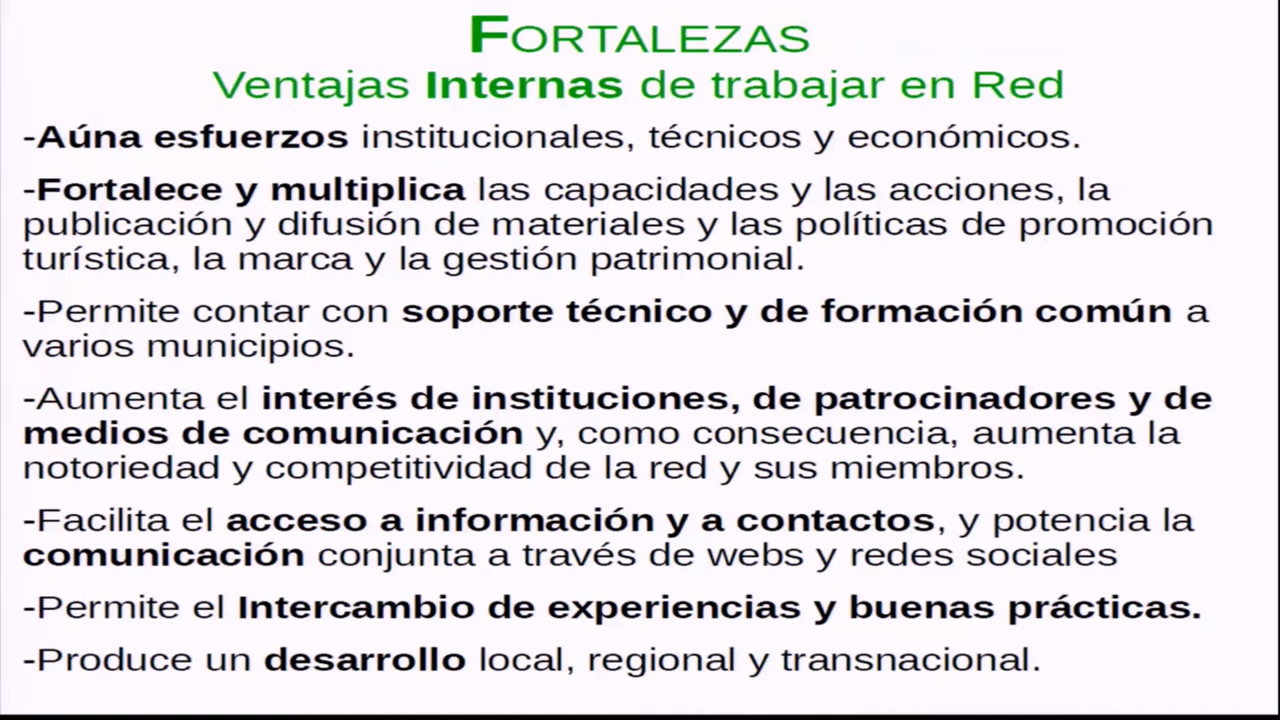 FORTALEZAS
Ventajas Internas de trabajar en Red
-Aúna esfuerzos institucionales, técnicos y económicos.
-Fortalece y multiplica las capacidades y las acciones, la
publicación y difusión de materiales y las políticas de promoción
turística, la marca y la gestión patrimonial.
-Permite contar con soporte técnico y de formación común a
varios municipios.
-Aumenta el interés de instituciones, de patrocinadores y de
medios de comunicación y, como consecuencia, aumenta la
notoriedad y competitividad de la red y sus miembros.
-Facilita el acceso a información y a contactos, y potencia la
comunicación conjunta a través de webs y redes sociales
-Permite el Intercambio de experiencias y buenas prácticas.
-Produce un desarrollo local, regional y transnacional.